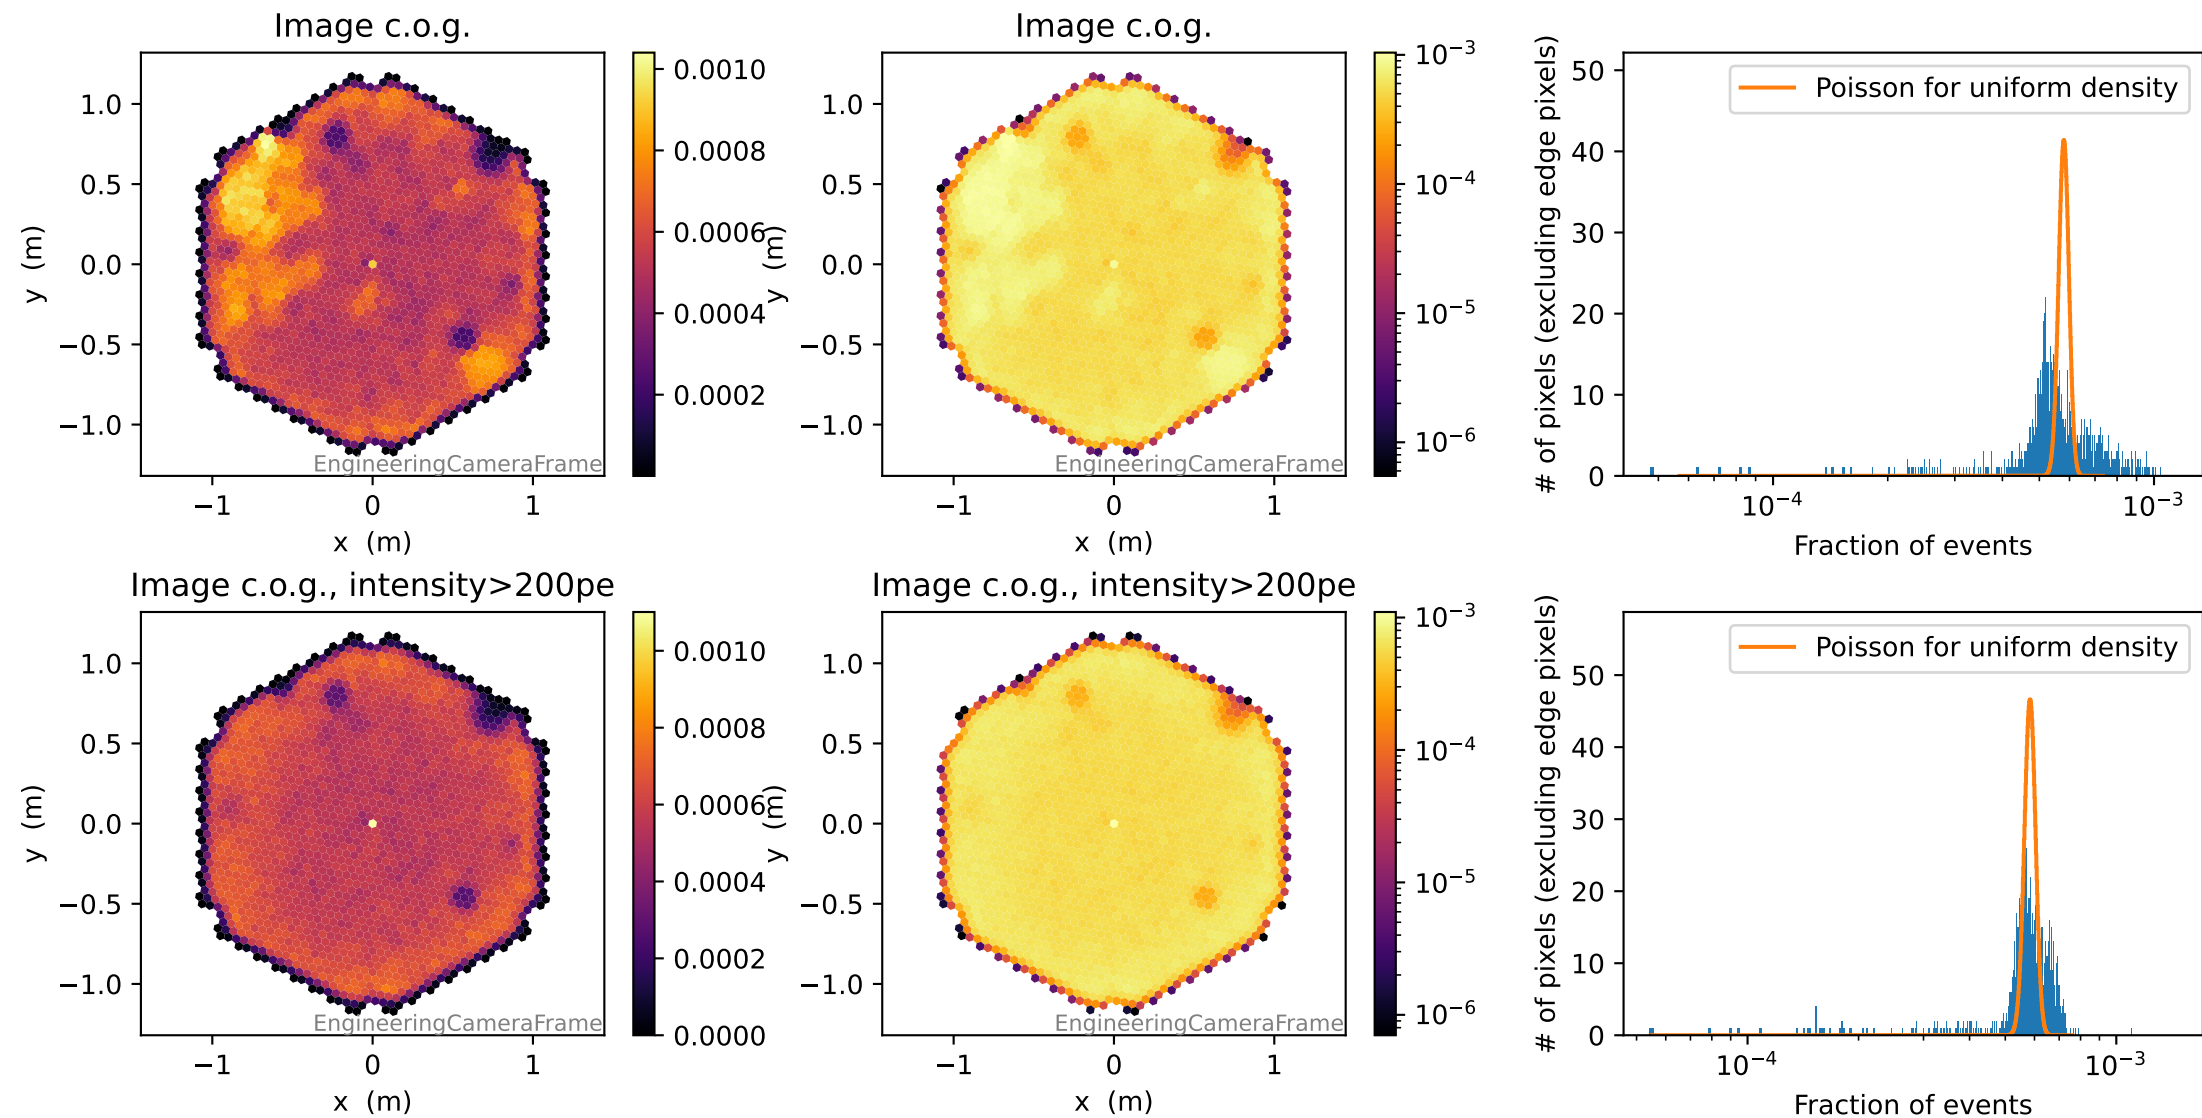 Image c.o.g.
y (m)
1.0
0.5
0.0
−0.5
−1.0
−1 0 1
x (m)
EngineeringCameraFrame
0.0010
0.0008
0.0006
0.0004
0.0002
Image c.o.g.
y (m)
1.0
0.5
0.0
−0.5
−1.0
−1 0 1
x (m)
EngineeringCameraFrame
10⁻³
10⁻⁴
10⁻⁵
10⁻⁶
# of pixels (excluding edge pixels)
50
40
30
20
10
0
Poisson for uniform density
10⁻⁴ 10⁻³
Fraction of events
Image c.o.g., intensity>200pe
y (m)
1.0
0.5
0.0
−0.5
−1.0
−1 0 1
x (m)
EngineeringCameraFrame
0.0010
0.0008
0.0006
0.0004
0.0002
0.0000
Image c.o.g., intensity>200pe
y (m)
1.0
0.5
0.0
−0.5
−1.0
−1 0 1
x (m)
EngineeringCameraFrame
10⁻³
10⁻⁴
10⁻⁵
10⁻⁶
# of pixels (excluding edge pixels)
50
40
30
20
10
0
Poisson for uniform density
10⁻⁴ 10⁻³
Fraction of events